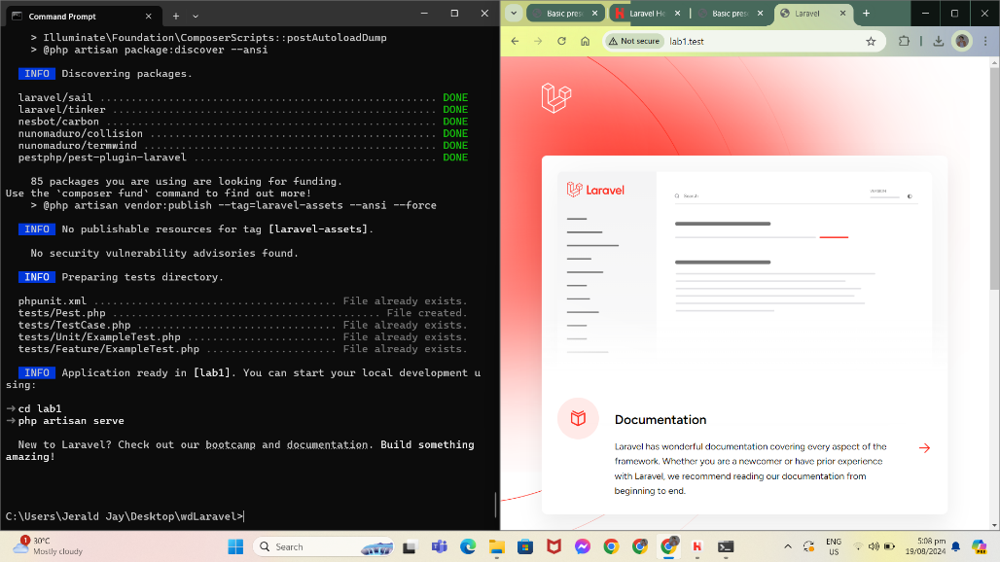 Command Prompt
> Illuminate\Foundation\ComposerScripts::postAutoloadDump
> @php artisan package:discover --ansi
INFO Discovering packages.
laravel/sail ...................................................... DONE
laravel/tinker .................................................... DONE
nesbot/carbon ..................................................... DONE
nunomaduro/collision .............................................. DONE
nunomaduro/termwind ............................................... DONE
pestphp/pest-plugin-laravel ....................................... DONE
85 packages you are using are looking for funding.
Use the `composer fund` command to find out more!
> @php artisan vendor:publish --tag=laravel-assets --ansi --force
INFO No publishable resources for tag [laravel-assets].
No security vulnerability advisories found.
INFO Preparing tests directory.
phpunit.xml ....................................... File already exists.
tests/Pest.php ........................................... File created.
tests/TestCase.php ................................ File already exists.
tests/Unit/ExampleTest.php ........................ File already exists.
tests/Feature/ExampleTest.php ..................... File already exists.
INFO Application ready in [lab1]. You can start your local development u
sing:
➜ cd lab1
➜ php artisan serve
New to Laravel? Check out our bootcamp and documentation. Build something
amazing!
C:\Users\Jerald Jay\Desktop\wdLaravel>
Basic pres
Laravel He
Basic pres
Laravel
Not secure
lab1.test
Laravel
Search
VERSION
Documentation
Laravel has wonderful documentation covering every aspect of the
framework. Whether you are a newcomer or have prior experience
with Laravel, we recommend reading our documentation from
beginning to end.
1
30°C
Mostly cloudy
Search
ENG
US
5:08 pm
19/08/2024